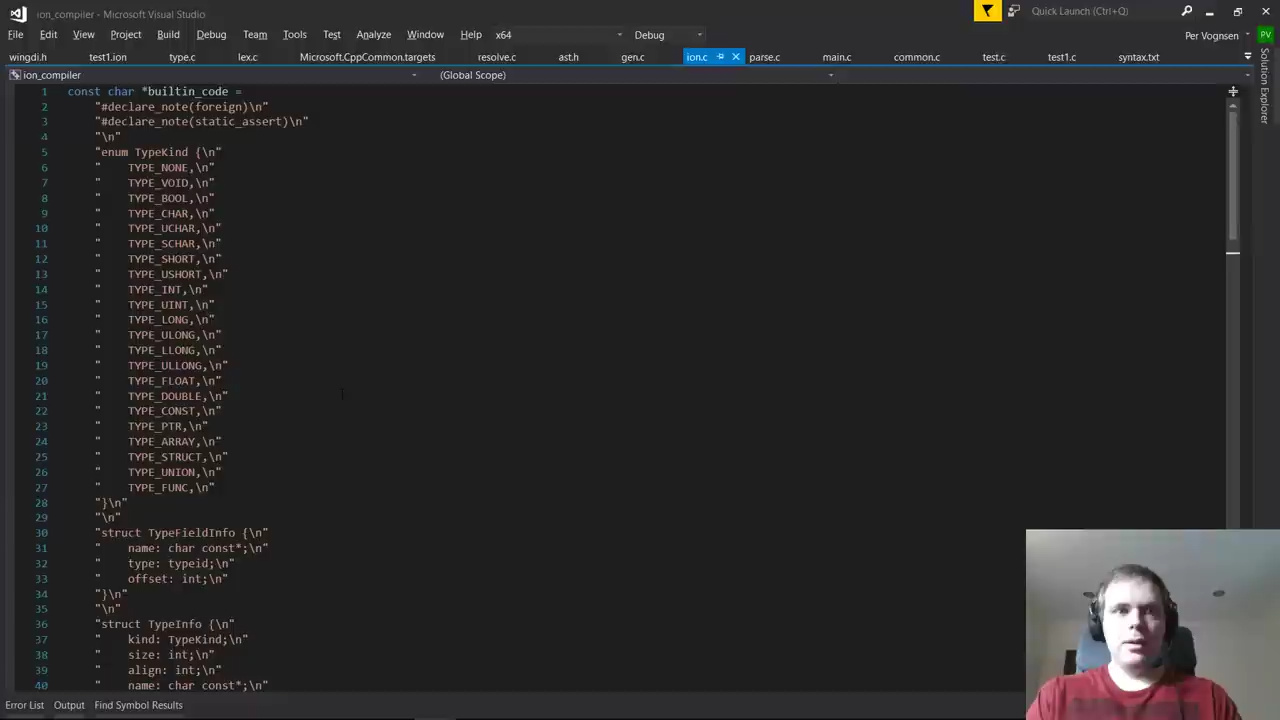 ion_compiler - Microsoft Visual Studio
Quick Launch (Ctrl+Q)
File Edit View Project Build Debug Team Tools Test Analyze Window Help x64 Debug
Per Vognsen PV
wingdi.h test1.ion type.c lex.c Microsoft.CppCommon.targets resolve.c ast.h gen.c ion.c parse.c main.c common.c test.c test1.c syntax.txt
ion_compiler (Global Scope)
Solution Explorer
1 const char *builtin_code =
2 "#declare_note(foreign)\n"
3 "#declare_note(static_assert)\n"
4 "\n"
5 "enum TypeKind {\n"
6 " TYPE_NONE,\n"
7 " TYPE_VOID,\n"
8 " TYPE_BOOL,\n"
9 " TYPE_CHAR,\n"
10 " TYPE_UCHAR,\n"
11 " TYPE_SCHAR,\n"
12 " TYPE_SHORT,\n"
13 " TYPE_USHORT,\n"
14 " TYPE_INT,\n"
15 " TYPE_UINT,\n"
16 " TYPE_LONG,\n"
17 " TYPE_ULONG,\n"
18 " TYPE_LLONG,\n"
19 " TYPE_ULLONG,\n"
20 " TYPE_FLOAT,\n"
21 " TYPE_DOUBLE,\n"
22 " TYPE_CONST,\n"
23 " TYPE_PTR,\n"
24 " TYPE_ARRAY,\n"
25 " TYPE_STRUCT,\n"
26 " TYPE_UNION,\n"
27 " TYPE_FUNC,\n"
28 "}\n"
29 "\n"
30 "struct TypeFieldInfo {\n"
31 " name: char const*;\n"
32 " type: typeid;\n"
33 " offset: int;\n"
34 "}\n"
35 "\n"
36 "struct TypeInfo {\n"
37 " kind: TypeKind;\n"
38 " size: int;\n"
39 " align: int;\n"
40 " name: char const*;\n"
Error List Output Find Symbol Results